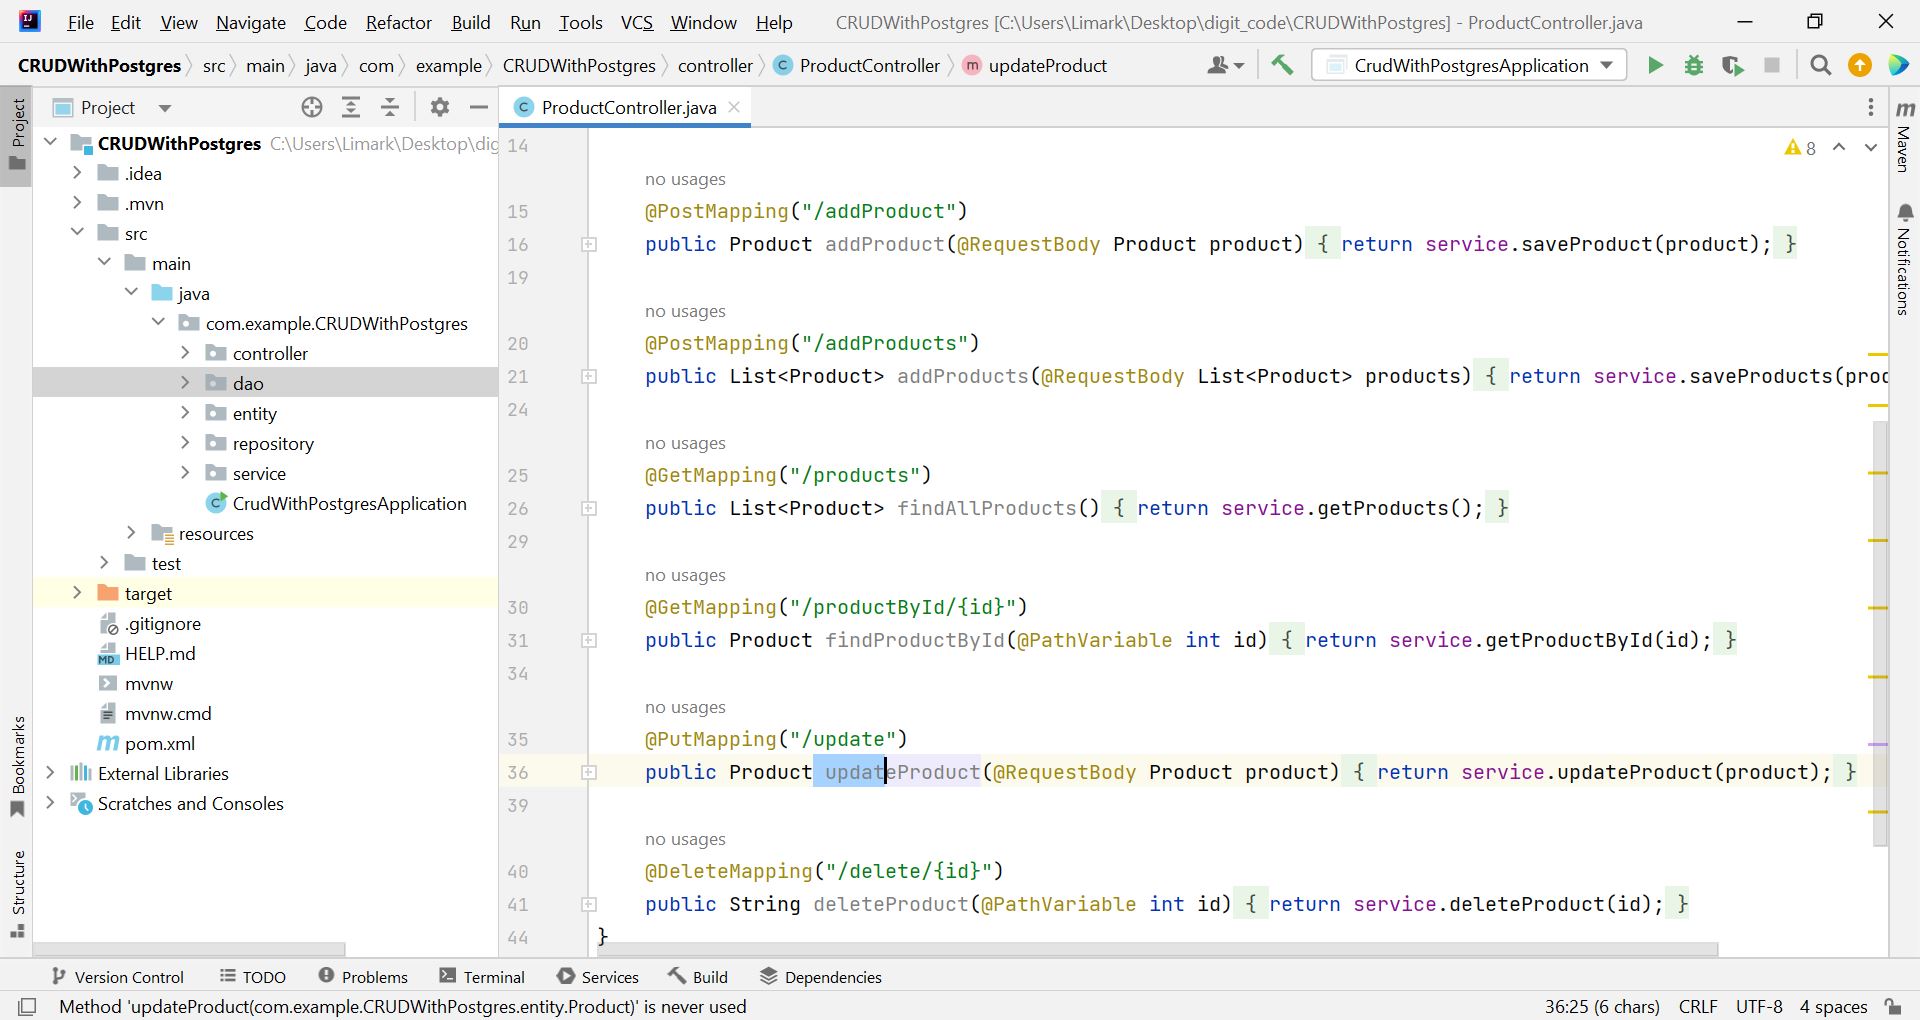 File Edit View Navigate Code Refactor Build Run Tools VCS Window Help CRUDWithPostgres [C:\Users\Limark\Desktop\digit_code\CRUDWithPostgres] - ProductController.java
CRUDWithPostgres src main java com example CRUDWithPostgres controller C ProductController m updateProduct CrudWithPostgresApplication
Project
Project
C ProductController.java
m
Maven
Notifications
CRUDWithPostgres C:\Users\Limark\Desktop\dig
.idea
.mvn
src
main
java
com.example.CRUDWithPostgres
controller
dao
entity
repository
service
C CrudWithPostgresApplication
resources
test
target
.gitignore
MD HELP.md
mvnw
mvnw.cmd
m pom.xml
External Libraries
Scratches and Consoles
Bookmarks
Structure
14
8
no usages
15 @PostMapping("/addProduct")
16 public Product addProduct(@RequestBody Product product) { return service.saveProduct(product); }
19
no usages
20 @PostMapping("/addProducts")
21 public List<Product> addProducts(@RequestBody List<Product> products) { return service.saveProducts(prod
24
no usages
25 @GetMapping("/products")
26 public List<Product> findAllProducts() { return service.getProducts(); }
29
no usages
30 @GetMapping("/productById/{id}")
31 public Product findProductById(@PathVariable int id) { return service.getProductById(id); }
34
no usages
35 @PutMapping("/update")
36 public Product updateProduct(@RequestBody Product product) { return service.updateProduct(product); }
39
no usages
40 @DeleteMapping("/delete/{id}")
41 public String deleteProduct(@PathVariable int id) { return service.deleteProduct(id); }
44 }
Version Control TODO Problems Terminal Services Build Dependencies
Method 'updateProduct(com.example.CRUDWithPostgres.entity.Product)' is never used 36:25 (6 chars) CRLF UTF-8 4 spaces